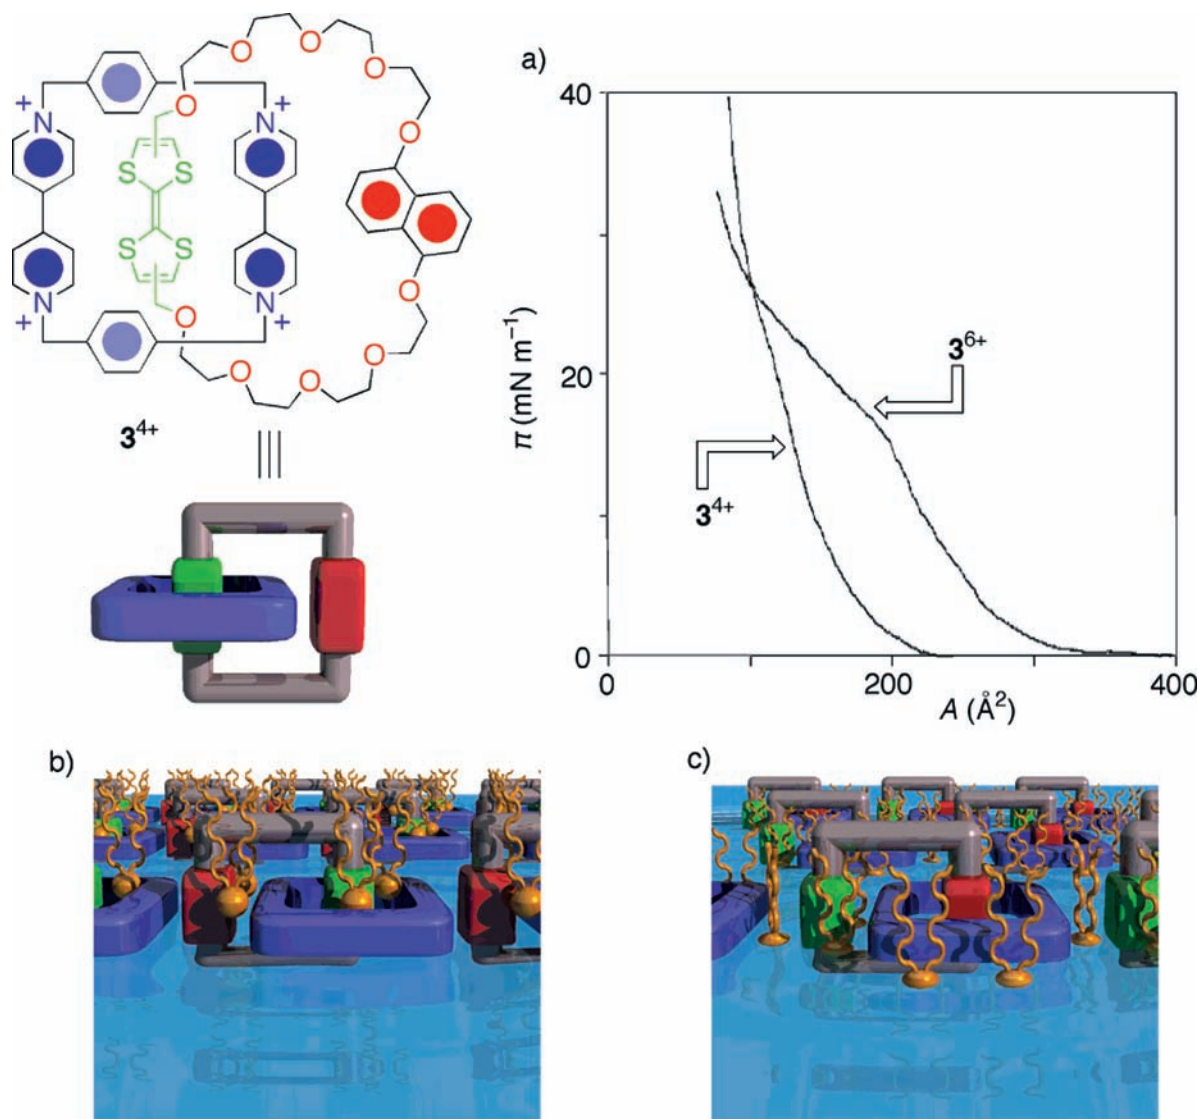 O O O
O O
+ N N +
S S
S S
O
+ N N +
O O
O O O
3⁴⁺
a)
40
20
0
π (mN m⁻¹)
3⁶⁺
3⁴⁺
0 200 400
A (Å²)
b)
c)